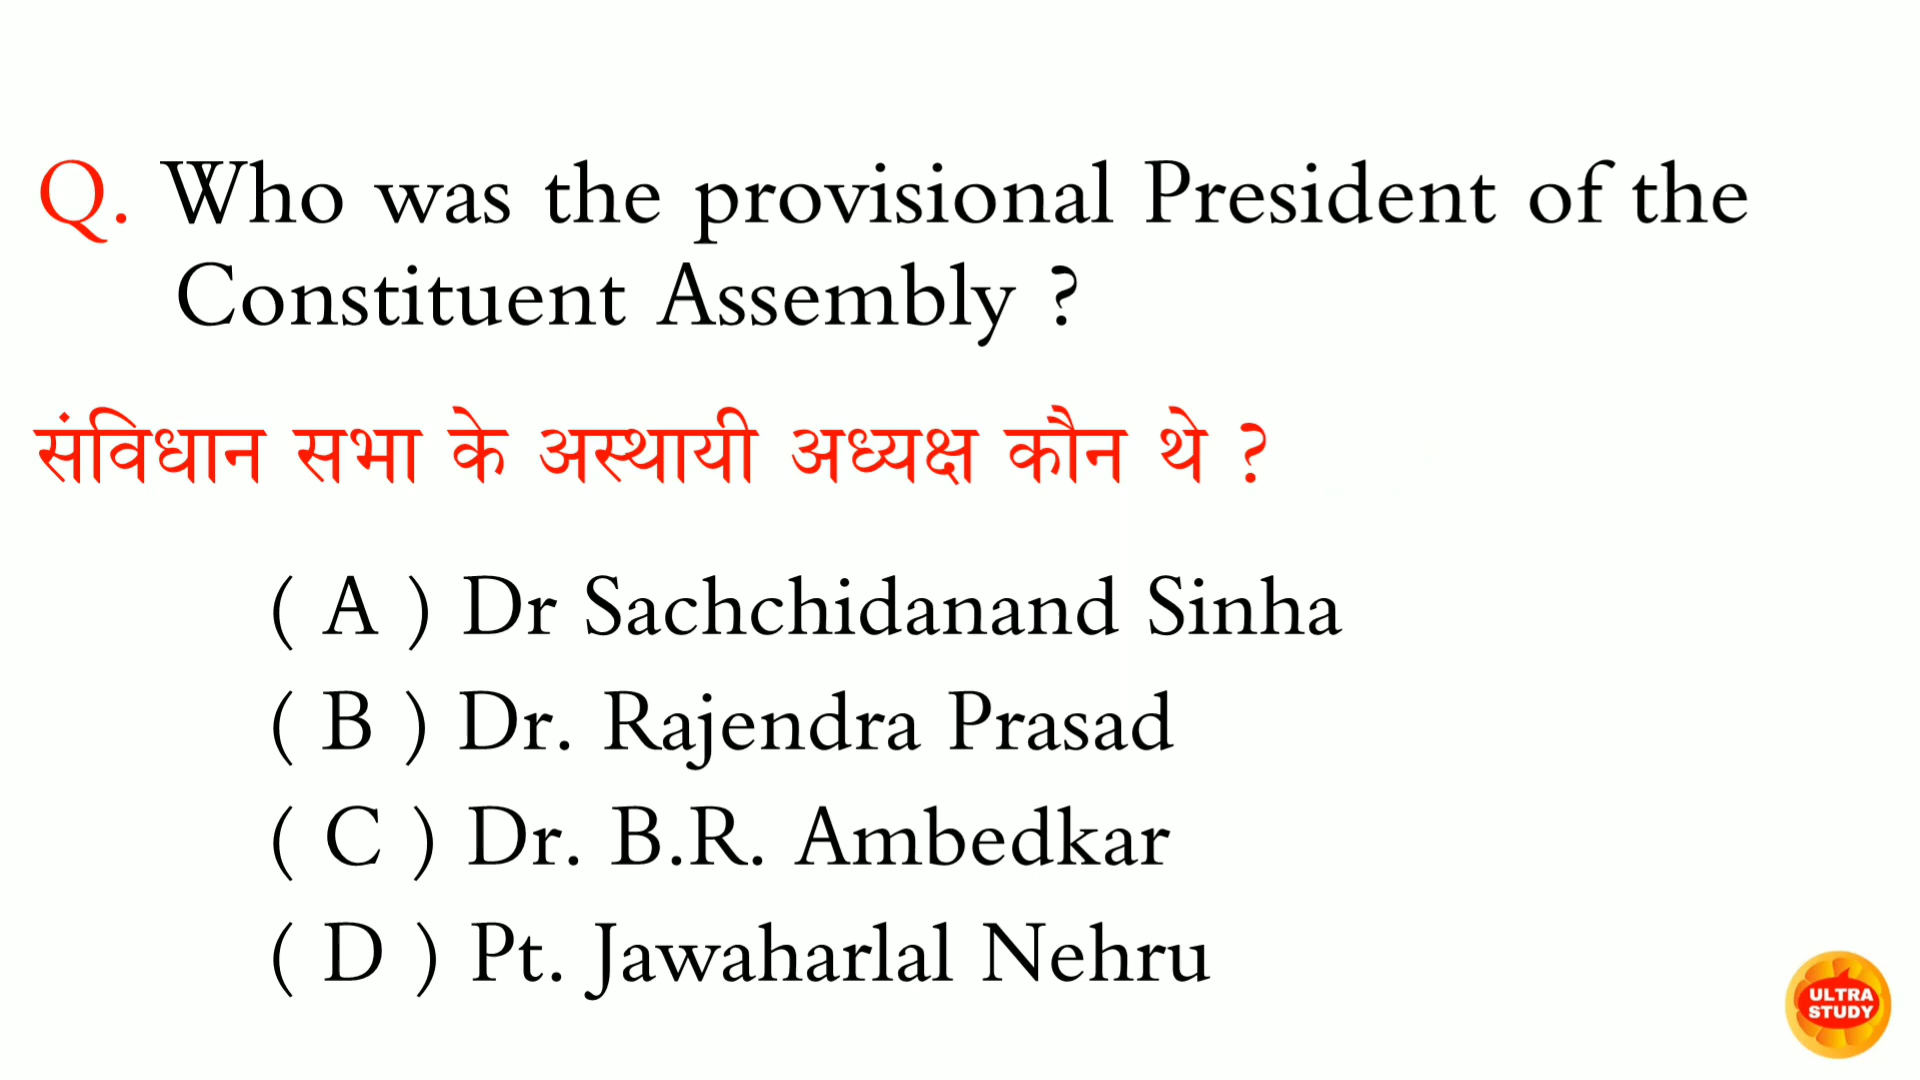 Q. Who was the provisional President of the
Constituent Assembly ?
संविधान सभा के अस्थायी अध्यक्ष कौन थे ?
( A ) Dr Sachchidanand Sinha
( B ) Dr. Rajendra Prasad
( C ) Dr. B.R. Ambedkar
( D ) Pt. Jawaharlal Nehru
ULTRA
STUDY